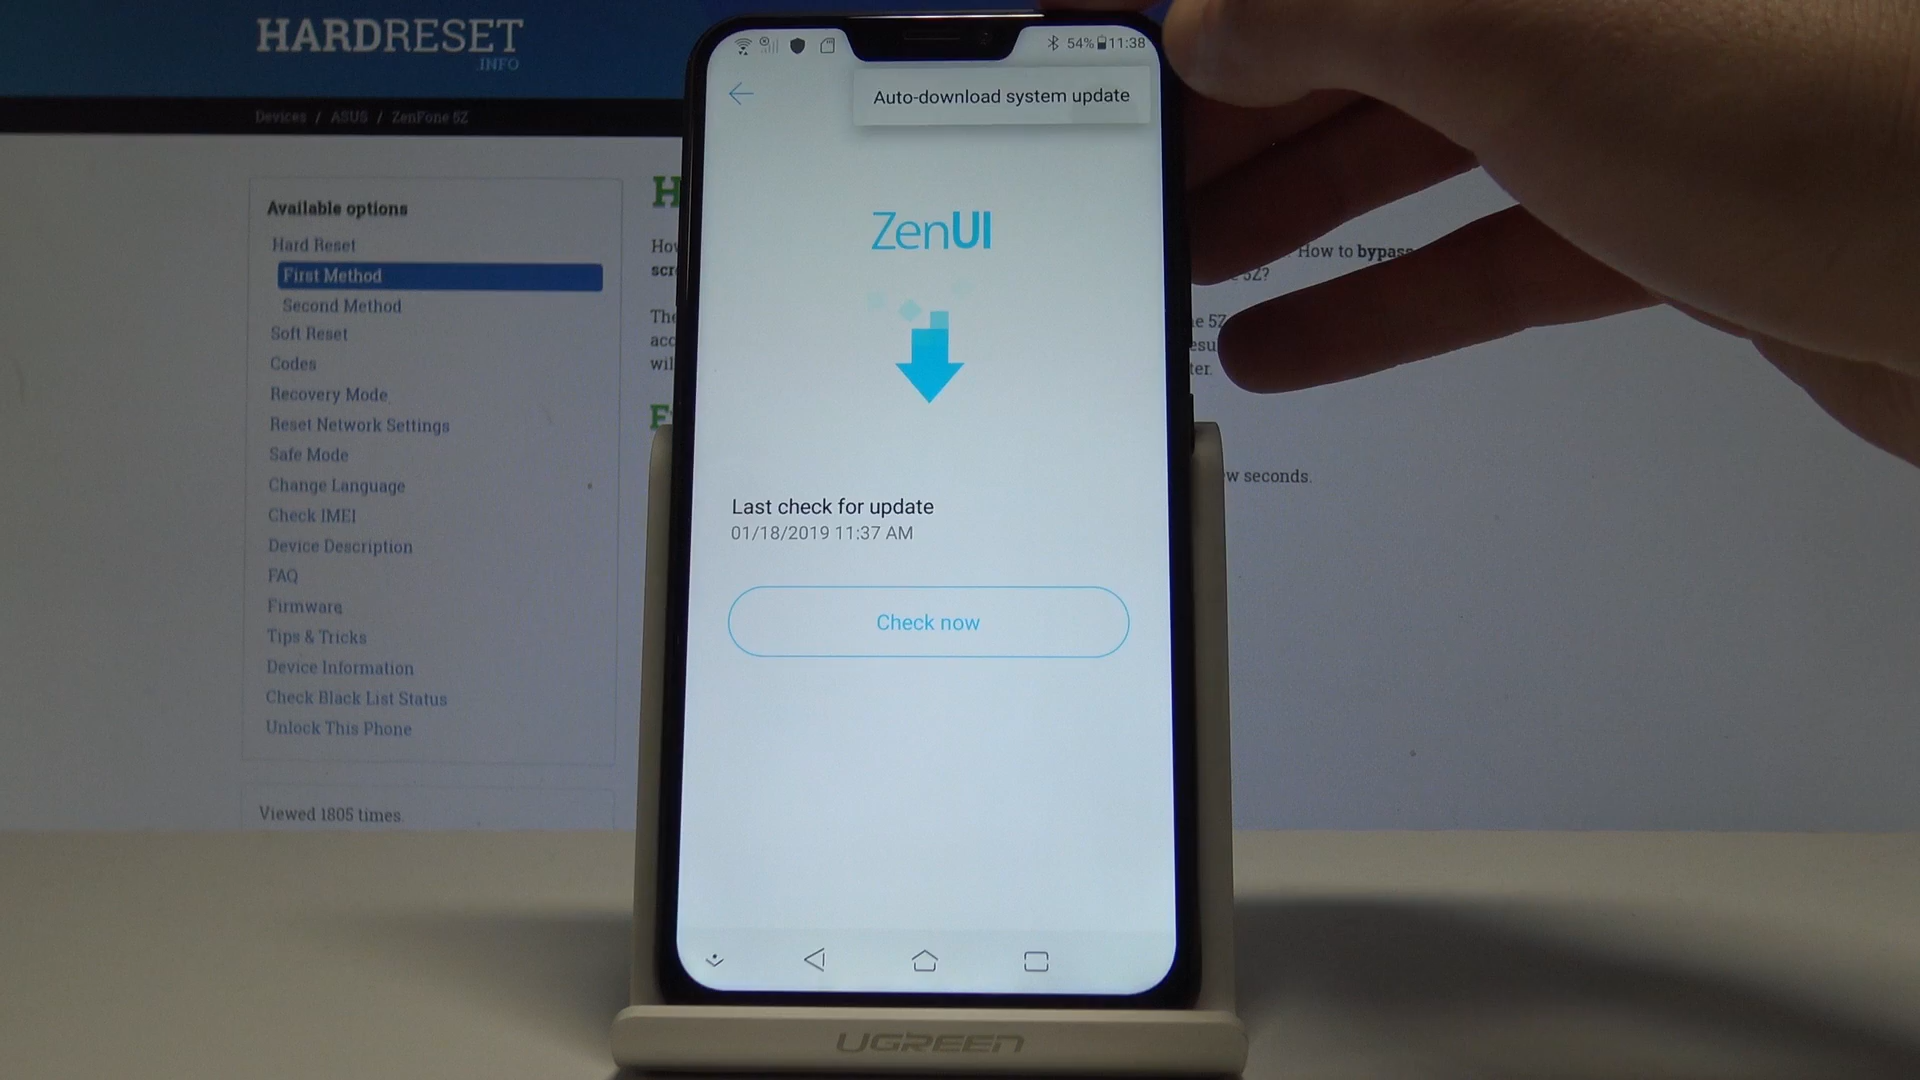 HARDRESET
.INFO
Devices / ASUS / ZenFone 5Z
Available options
Hard Reset
First Method
Second Method
Soft Reset
Codes
Recovery Mode
Reset Network Settings
Safe Mode
Change Language
Check IMEI
Device Description
FAQ
Firmware
Tips & Tricks
Device Information
Check Black List Status
Unlock This Phone
Viewed 1805 times.
54% 11:38
Auto-download system update
ZenUI
Last check for update
01/18/2019 11:37 AM
Check now
How to bypass
5Z?
5Z
ter.
w seconds.
UGREEN